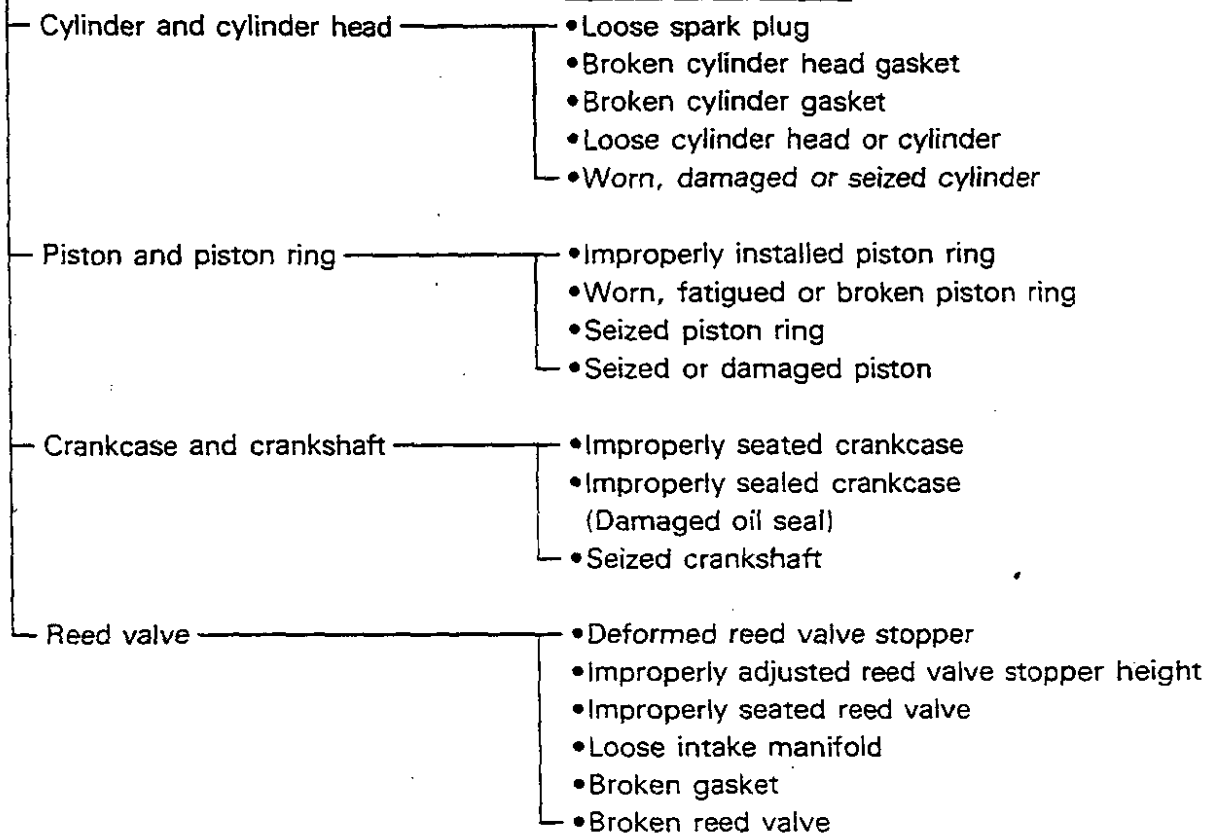 Cylinder and cylinder head
•Loose spark plug
•Broken cylinder head gasket
•Broken cylinder gasket
•Loose cylinder head or cylinder
•Worn, damaged or seized cylinder
Piston and piston ring
•Improperly installed piston ring
•Worn, fatigued or broken piston ring
•Seized piston ring
•Seized or damaged piston
Crankcase and crankshaft
•Improperly seated crankcase
•Improperly sealed crankcase
(Damaged oil seal)
•Seized crankshaft
Reed valve
•Deformed reed valve stopper
•Improperly adjusted reed valve stopper height
•Improperly seated reed valve
•Loose intake manifold
•Broken gasket
•Broken reed valve